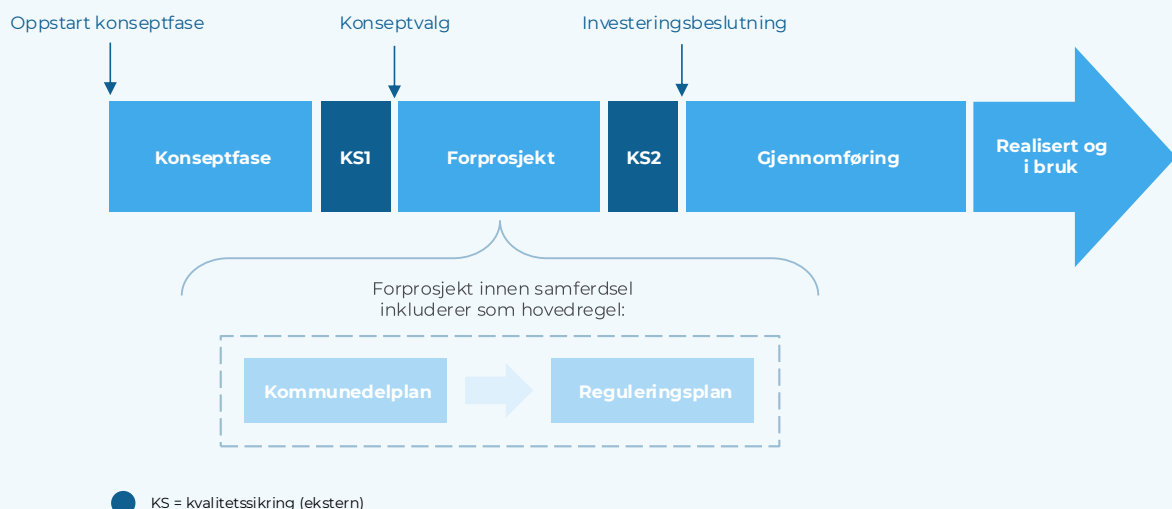 Oppstart konseptfase
Konseptvalg
Investeringsbeslutning
Konseptfase
KS1
Forprosjekt
KS2
Gjennomføring
Realisert og
i bruk
Forprosjekt innen samferdsel
inkluderer som hovedregel:
Kommunedelplan
Reguleringsplan
KS = kvalitetssikring (ekstern)